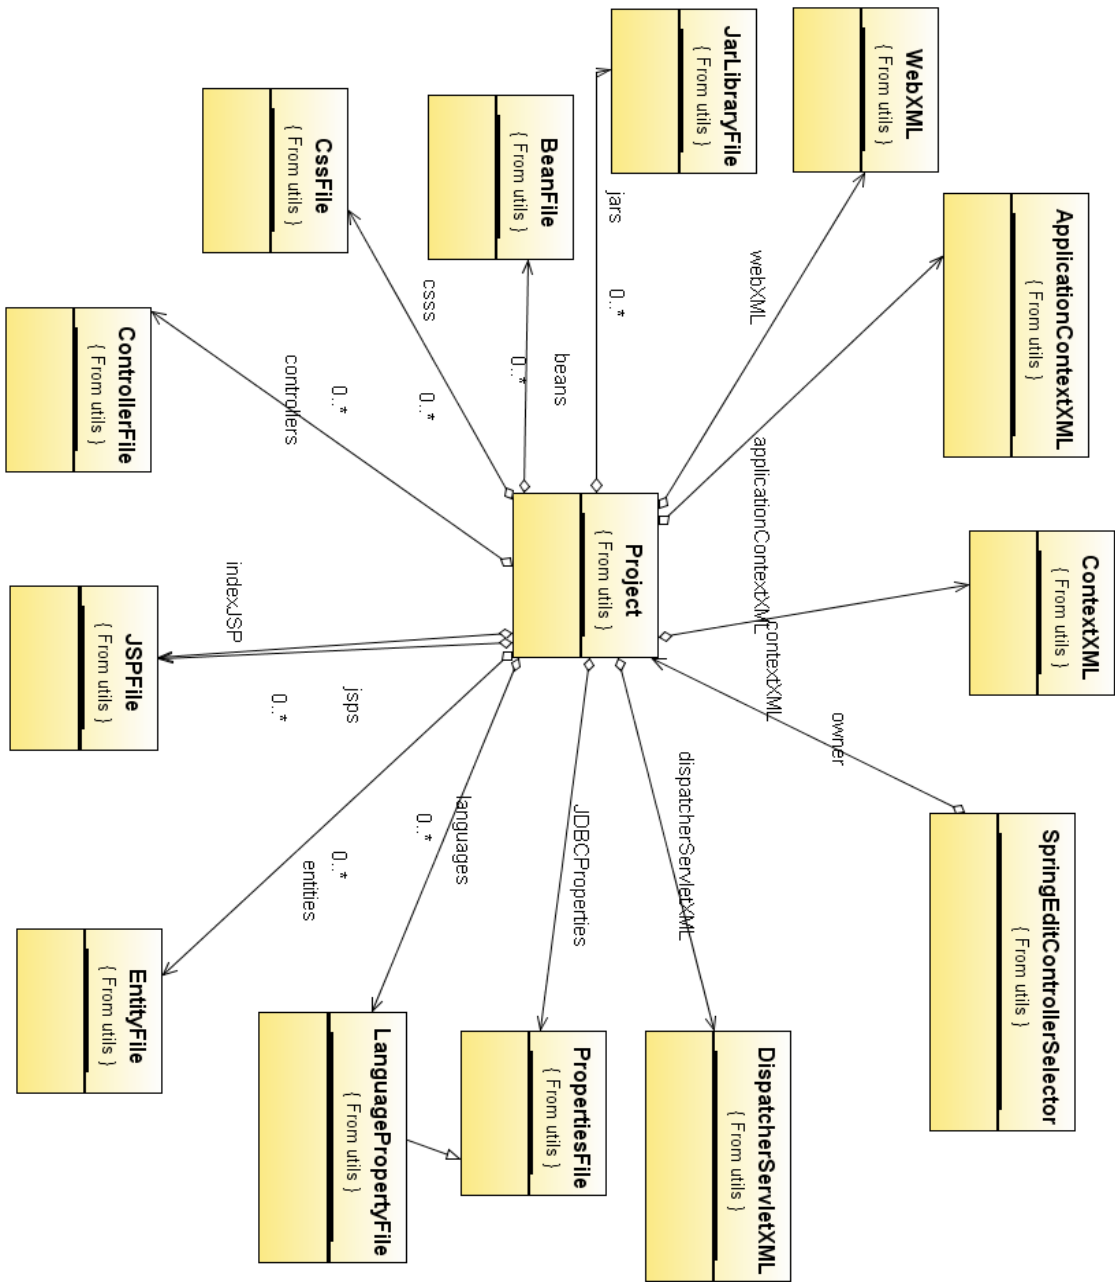 WebXML
{ From utils }
JarLibraryFile
{ From utils }
BeanFile
{ From utils }
CssFile
{ From utils }
ApplicationContextXML
{ From utils }
ControllerFile
{ From utils }
jars
0..*
webXML
csss
0..*
beans
0..*
controllers
0..*
applicationContextXML
Project
{ From utils }
ContextXML
{ From utils }
contextXML
owner
indexJSP
JSPFile
{ From utils }
jsps
0..*
dispatcherServletXML
JDBCProperties
languages
0..*
0..*
entities
SpringEditControllerSelector
{ From utils }
EntityFile
{ From utils }
LanguagePropertyFile
{ From utils }
PropertiesFile
{ From utils }
DispatcherServletXML
{ From utils }